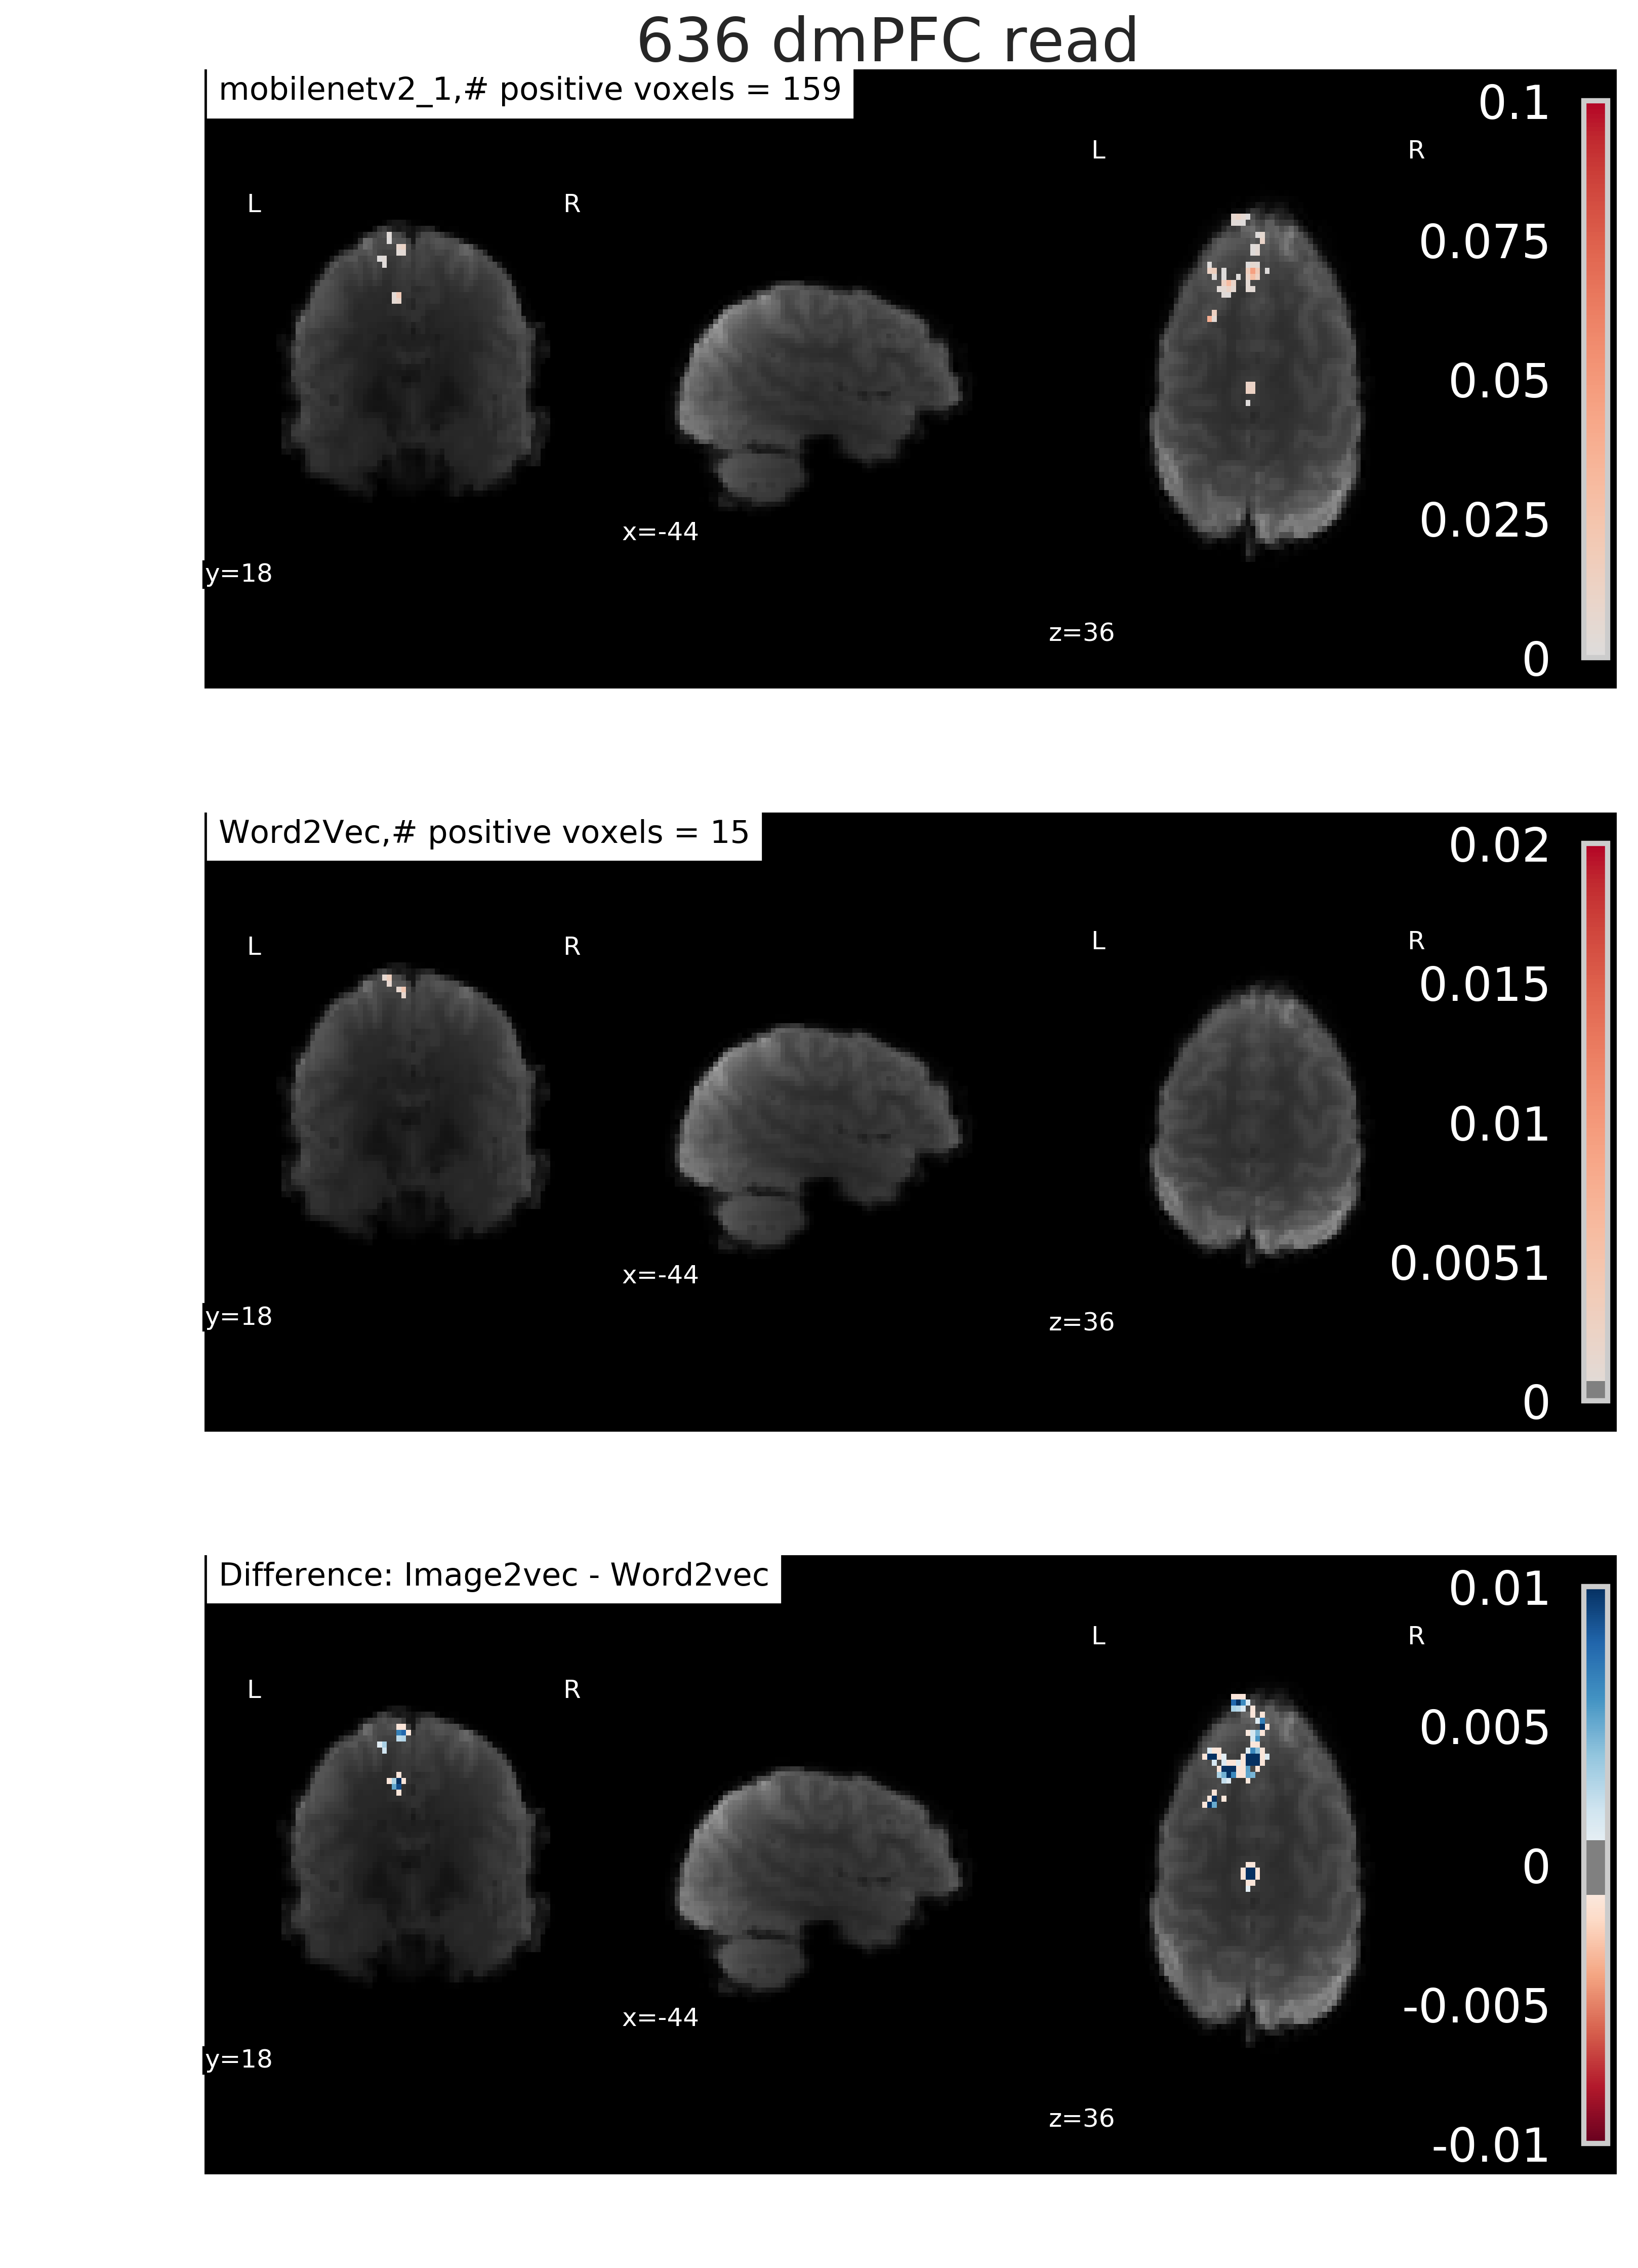 636 dmPFC read
mobilenetv2_1,# positive voxels = 159
0.1
L R
L R
0.075
0.05
0.025
x=-44
y=18
z=36
0
Word2Vec,# positive voxels = 15
0.02
L R
L R
0.015
0.01
0.0051
x=-44
y=18
z=36
0
Difference: Image2vec - Word2vec
0.01
L R
L R
0.005
0
-0.005
x=-44
y=18
z=36
-0.01